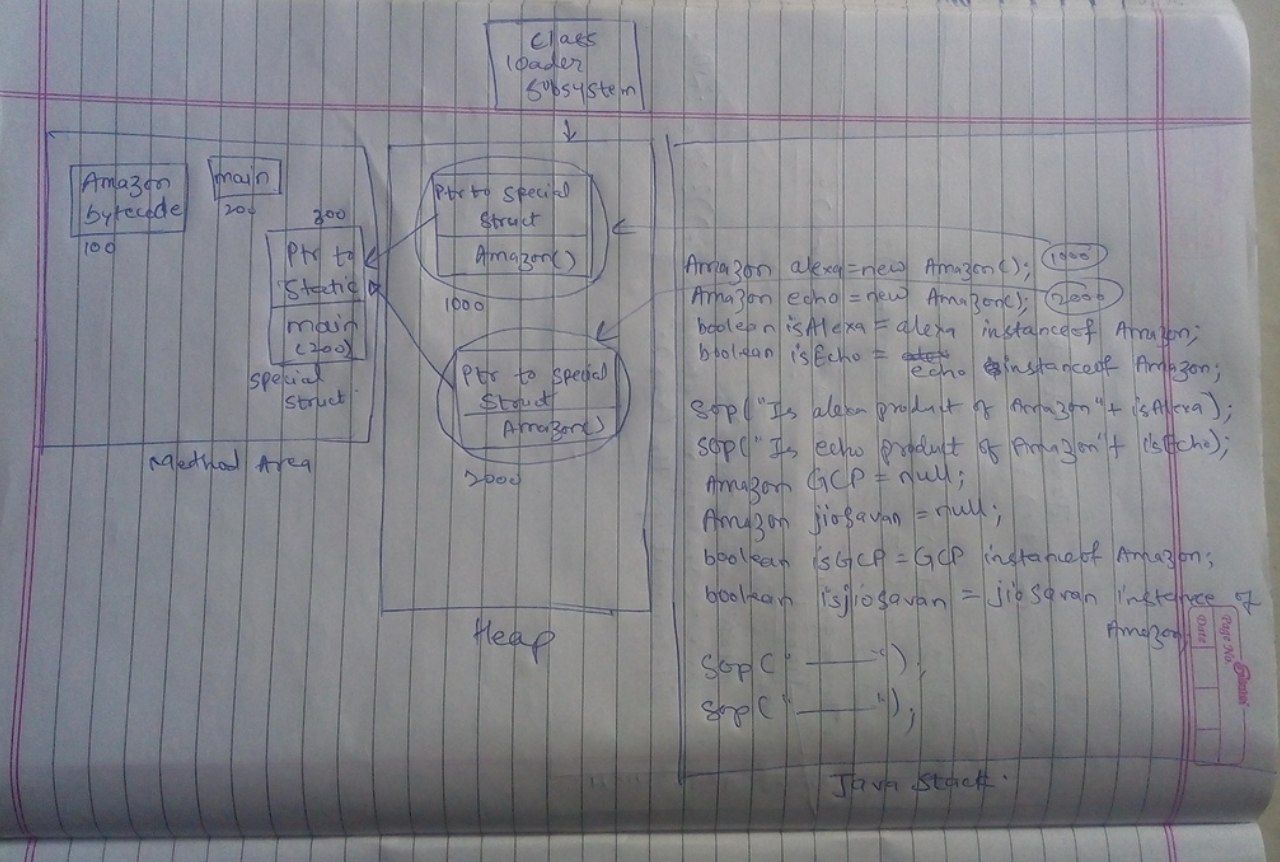 Class
loader
subsystem
Amazon
bytecode
100
main
200
300
Ptr to
static
main
(200)
special
struct
Method Area
Ptr to special
struct
Amazon()
1000
Ptr to special
struct
Amazon()
2000
Heap
Amazon alexa = new Amazon(); 1000
Amazon echo = new Amazon(); 2000
boolean isAlexa = alexa instanceof Amazon;
boolean isEcho = echo instanceof Amazon;
Sop("Is alexa product of Amazon"+ isAlexa);
Sop("Is echo product of Amazon"+ isEcho);
Amazon GCP = null;
Amazon jiosavan = null;
boolean isGCP = GCP instanceof Amazon;
boolean isjiosavan = jiosavan instance of
Amazon;
Sop("——");
Sop("——");
Java Stack.
Page No.
Date